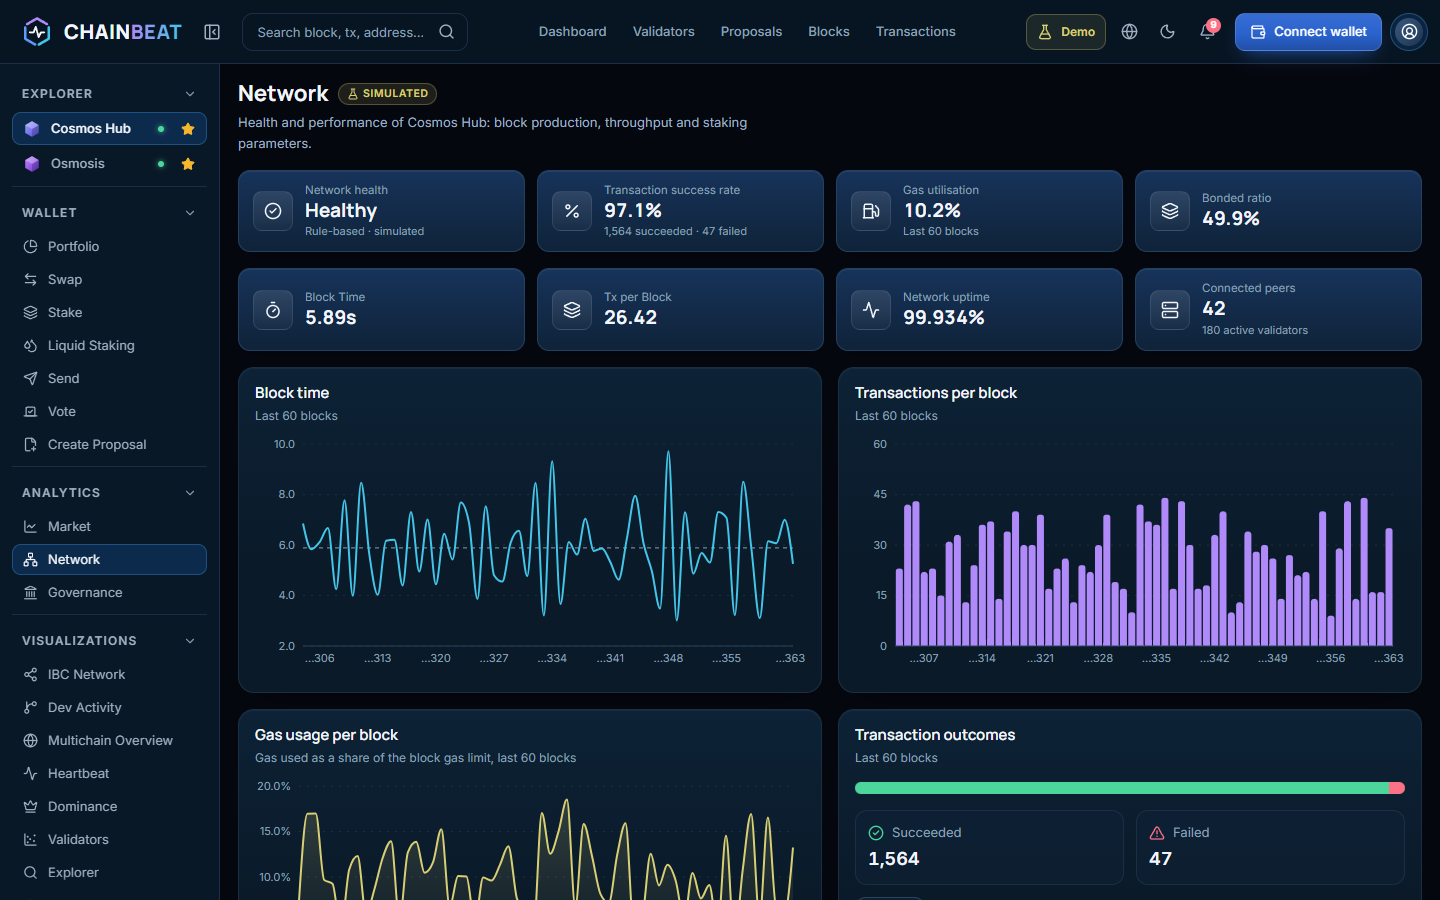 CHAINBEAT
Search block, tx, address...
Dashboard
Validators
Proposals
Blocks
Transactions
Demo
9
Connect wallet
EXPLORER
Cosmos Hub
Osmosis
WALLET
Portfolio
Swap
Stake
Liquid Staking
Send
Vote
Create Proposal
ANALYTICS
Market
Network
Governance
VISUALIZATIONS
IBC Network
Dev Activity
Multichain Overview
Heartbeat
Dominance
Validators
Explorer
Network
SIMULATED
Health and performance of Cosmos Hub: block production, throughput and staking
parameters.
Network health
Healthy
Rule-based · simulated
Transaction success rate
97.1%
1,564 succeeded · 47 failed
Gas utilisation
10.2%
Last 60 blocks
Bonded ratio
49.9%
Block Time
5.89s
Tx per Block
26.42
Network uptime
99.934%
Connected peers
42
180 active validators
Block time
Last 60 blocks
10.0
8.0
6.0
4.0
2.0
...306 ...313 ...320 ...327 ...334 ...341 ...348 ...355 ...363
Transactions per block
Last 60 blocks
60
45
30
15
0
...307 ...314 ...321 ...328 ...335 ...342 ...349 ...356 ...363
Gas usage per block
Gas used as a share of the block gas limit, last 60 blocks
20.0%
15.0%
10.0%
Transaction outcomes
Last 60 blocks
Succeeded
1,564
Failed
47